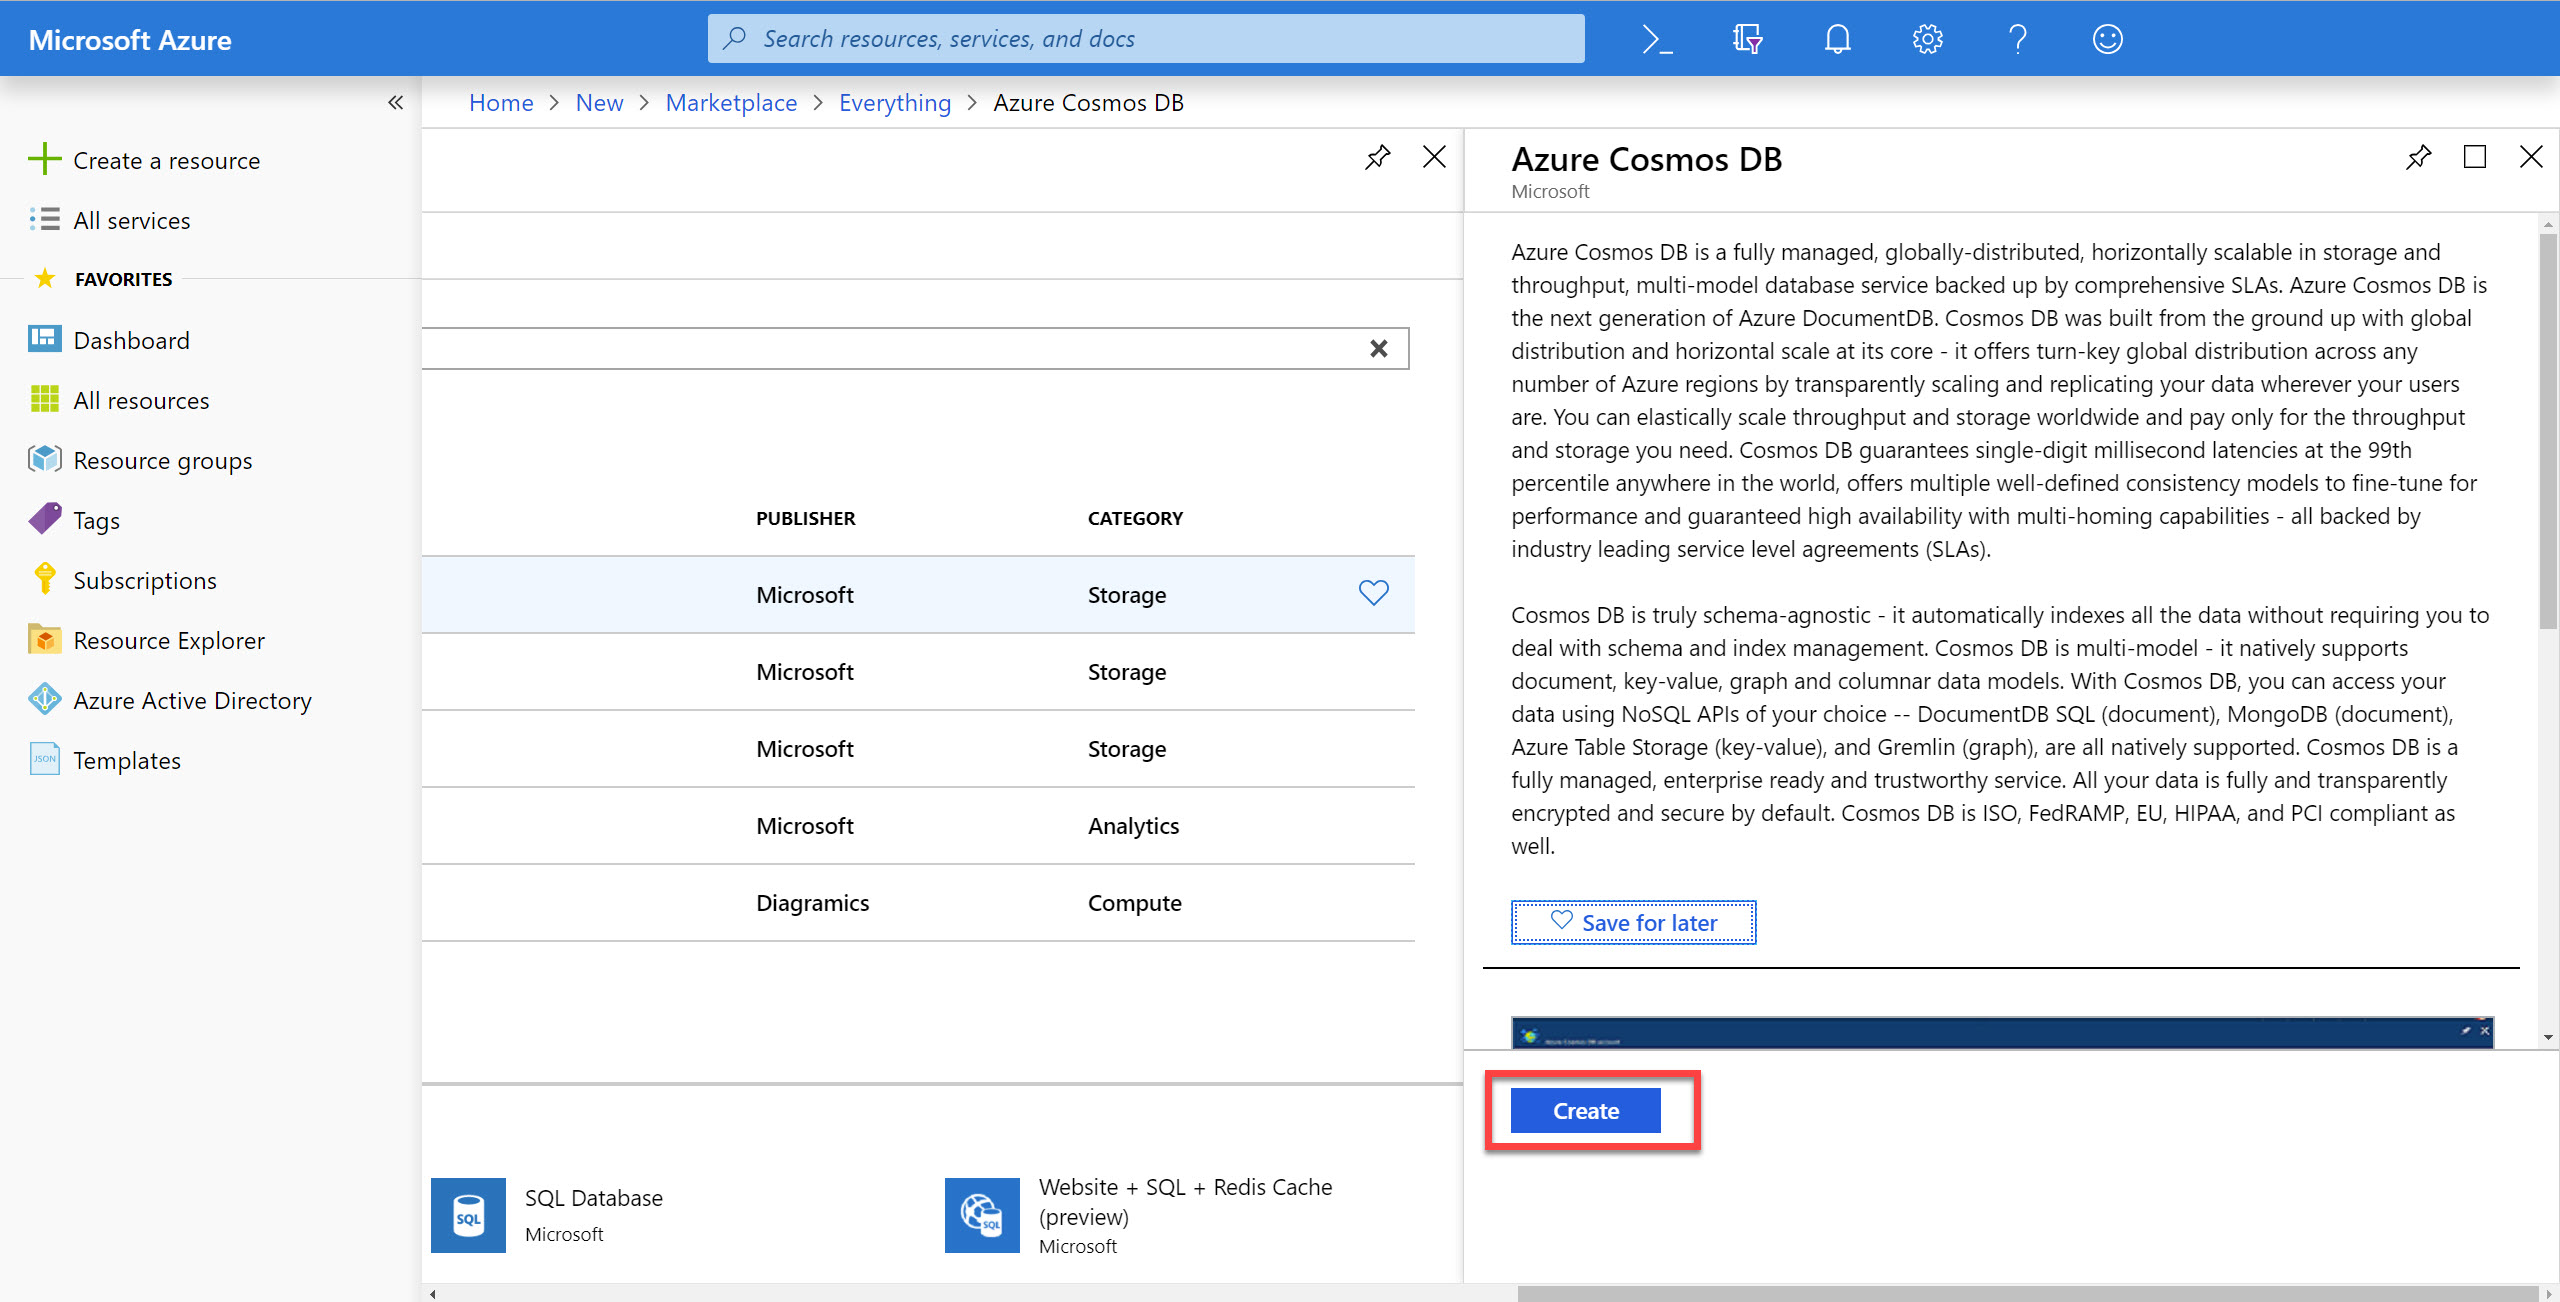 Microsoft Azure
Search resources, services, and docs
Home > New > Marketplace > Everything > Azure Cosmos DB
Create a resource
All services
FAVORITES
Dashboard
All resources
Resource groups
Tags
Subscriptions
Resource Explorer
Azure Active Directory
JSON
Templates
PUBLISHER CATEGORY
Microsoft Storage
Microsoft Storage
Microsoft Storage
Microsoft Analytics
Diagramics Compute
SQL
SQL Database
Microsoft
SQL
Website + SQL + Redis Cache
(preview)
Microsoft
Azure Cosmos DB
Microsoft
Azure Cosmos DB is a fully managed, globally-distributed, horizontally scalable in storage and
throughput, multi-model database service backed up by comprehensive SLAs. Azure Cosmos DB is
the next generation of Azure DocumentDB. Cosmos DB was built from the ground up with global
distribution and horizontal scale at its core - it offers turn-key global distribution across any
number of Azure regions by transparently scaling and replicating your data wherever your users
are. You can elastically scale throughput and storage worldwide and pay only for the throughput
and storage you need. Cosmos DB guarantees single-digit millisecond latencies at the 99th
percentile anywhere in the world, offers multiple well-defined consistency models to fine-tune for
performance and guaranteed high availability with multi-homing capabilities - all backed by
industry leading service level agreements (SLAs).
Cosmos DB is truly schema-agnostic - it automatically indexes all the data without requiring you to
deal with schema and index management. Cosmos DB is multi-model - it natively supports
document, key-value, graph and columnar data models. With Cosmos DB, you can access your
data using NoSQL APIs of your choice -- DocumentDB SQL (document), MongoDB (document),
Azure Table Storage (key-value), and Gremlin (graph), are all natively supported. Cosmos DB is a
fully managed, enterprise ready and trustworthy service. All your data is fully and transparently
encrypted and secure by default. Cosmos DB is ISO, FedRAMP, EU, HIPAA, and PCI compliant as
well.
Save for later
Azure Cosmos DB account
Create